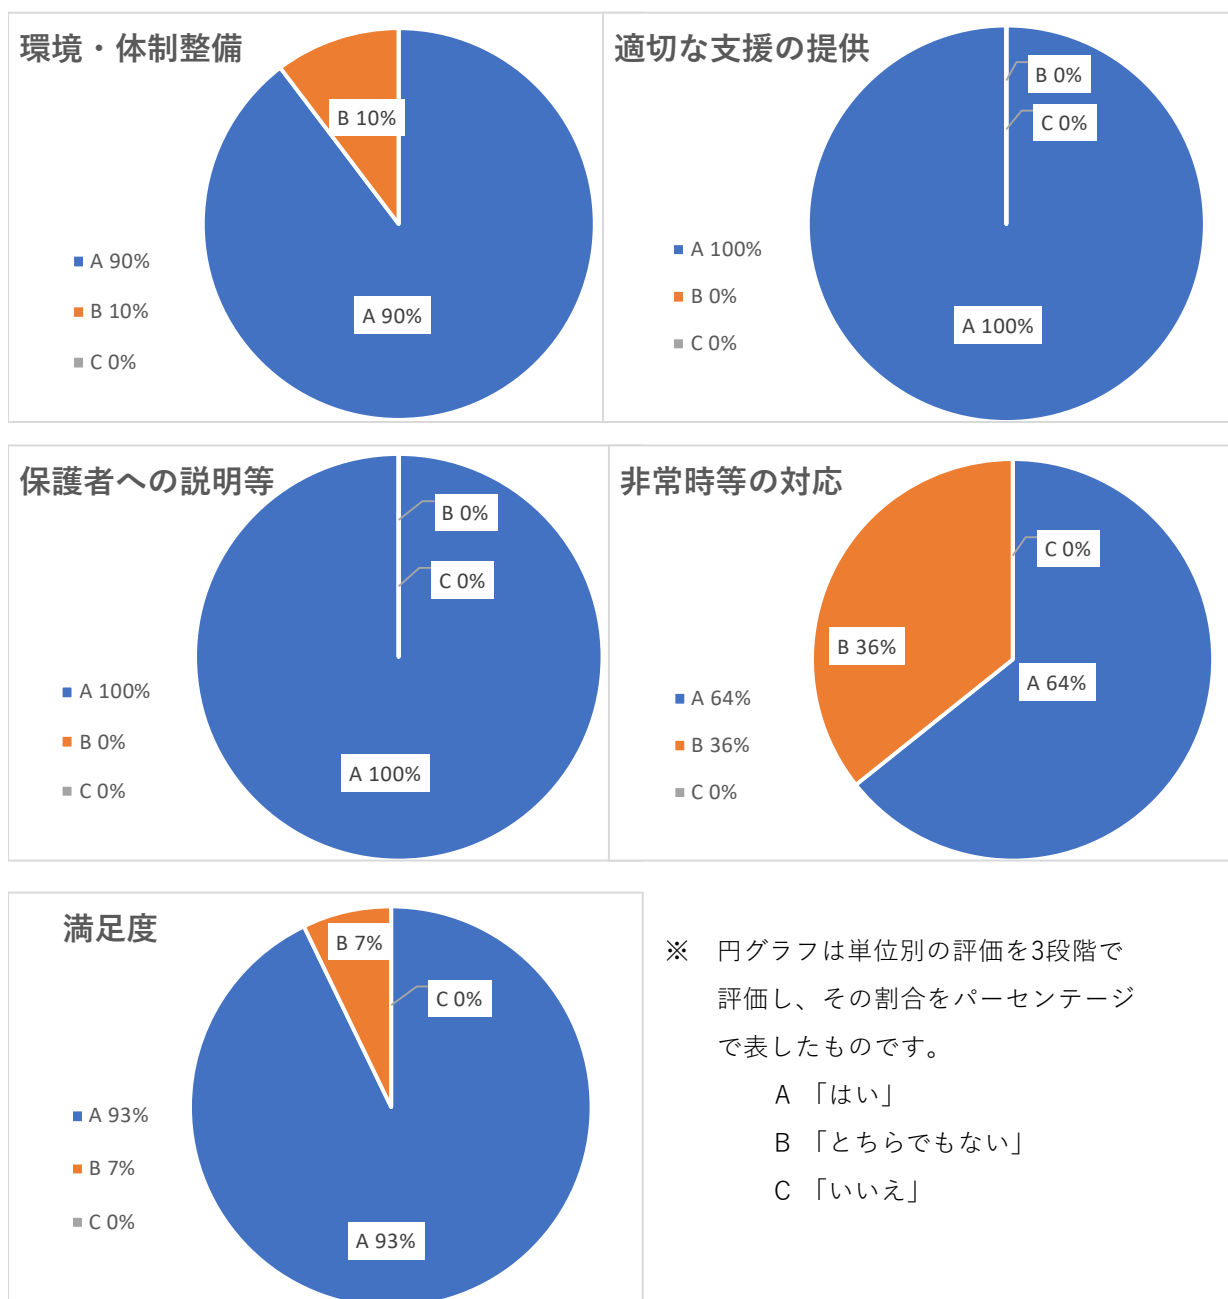 環境・体制整備
B 10%
A 90%
A 90%
B 10%
C 0%
適切な支援の提供
B 0%
C 0%
A 100%
A 100%
B 0%
C 0%
保護者への説明等
B 0%
C 0%
A 100%
A 100%
B 0%
C 0%
非常時等の対応
C 0%
B 36%
A 64%
A 64%
B 36%
C 0%
満足度
B 7%
C 0%
A 93%
A 93%
B 7%
C 0%
※　円グラフは単位別の評価を3段階で
評価し、その割合をパーセンテージ
で表したものです。
A 「はい」
B 「とちらでもない」
C 「いいえ」